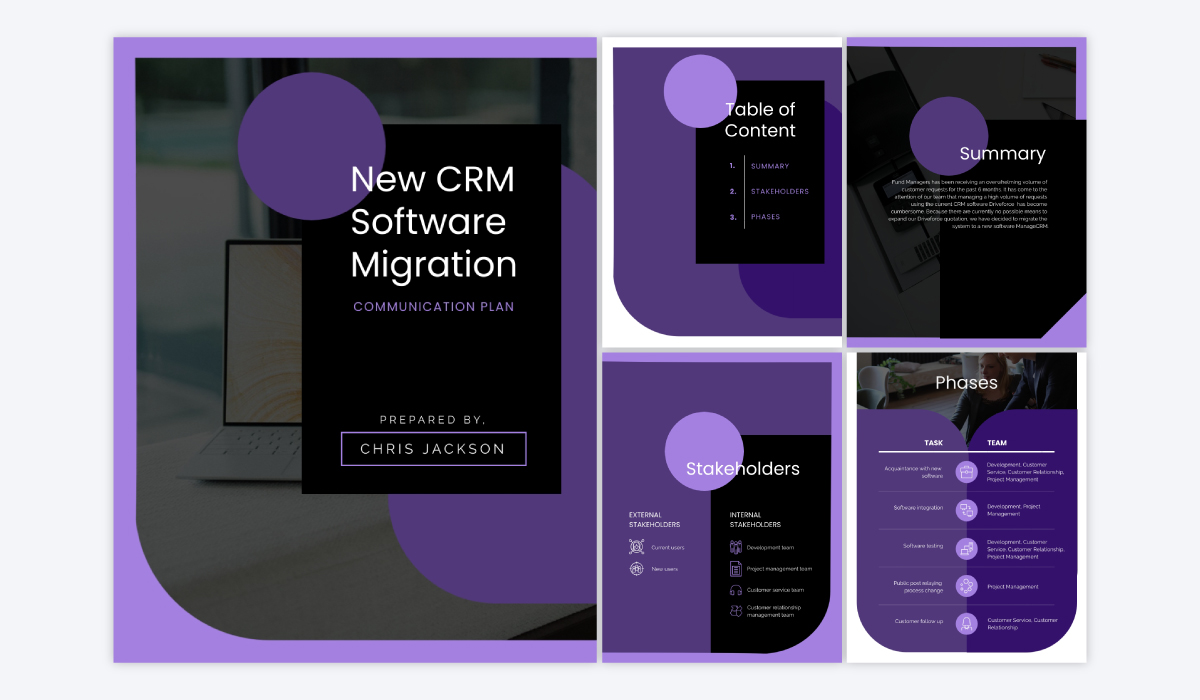 New CRM
Software
Migration
COMMUNICATION PLAN
PREPARED BY,
CHRIS JACKSON
Table of
Content
1. SUMMARY
2. STAKEHOLDERS
3. PHASES
Summary
Fund Managers has been receiving an overwhelming volume of
customer requests for the past 6 months. It has come to the
attention of our team that managing a high volume of requests
using the current CRM software Driveforce has become
cumbersome. Because there are currently no possible means to
expand our Driveforce quotation, we have decided to migrate the
system to a new software ManageCRM
Stakeholders
EXTERNAL
STAKEHOLDERS
Current users
New users
INTERNAL
STAKEHOLDERS
Development team
Project management team
Customer service team
Customer relationship
management team
Phases
TASK TEAM
Acquaintance with new
software
Development, Customer
Service, Customer Relationship,
Project Management
Software integration
Development, Project
Management
Software testing
Development, Customer
Service, Customer Relationship,
Project Management
Public post relaying
process change
Project Management
Customer follow up
Customer Service, Customer
Relationship